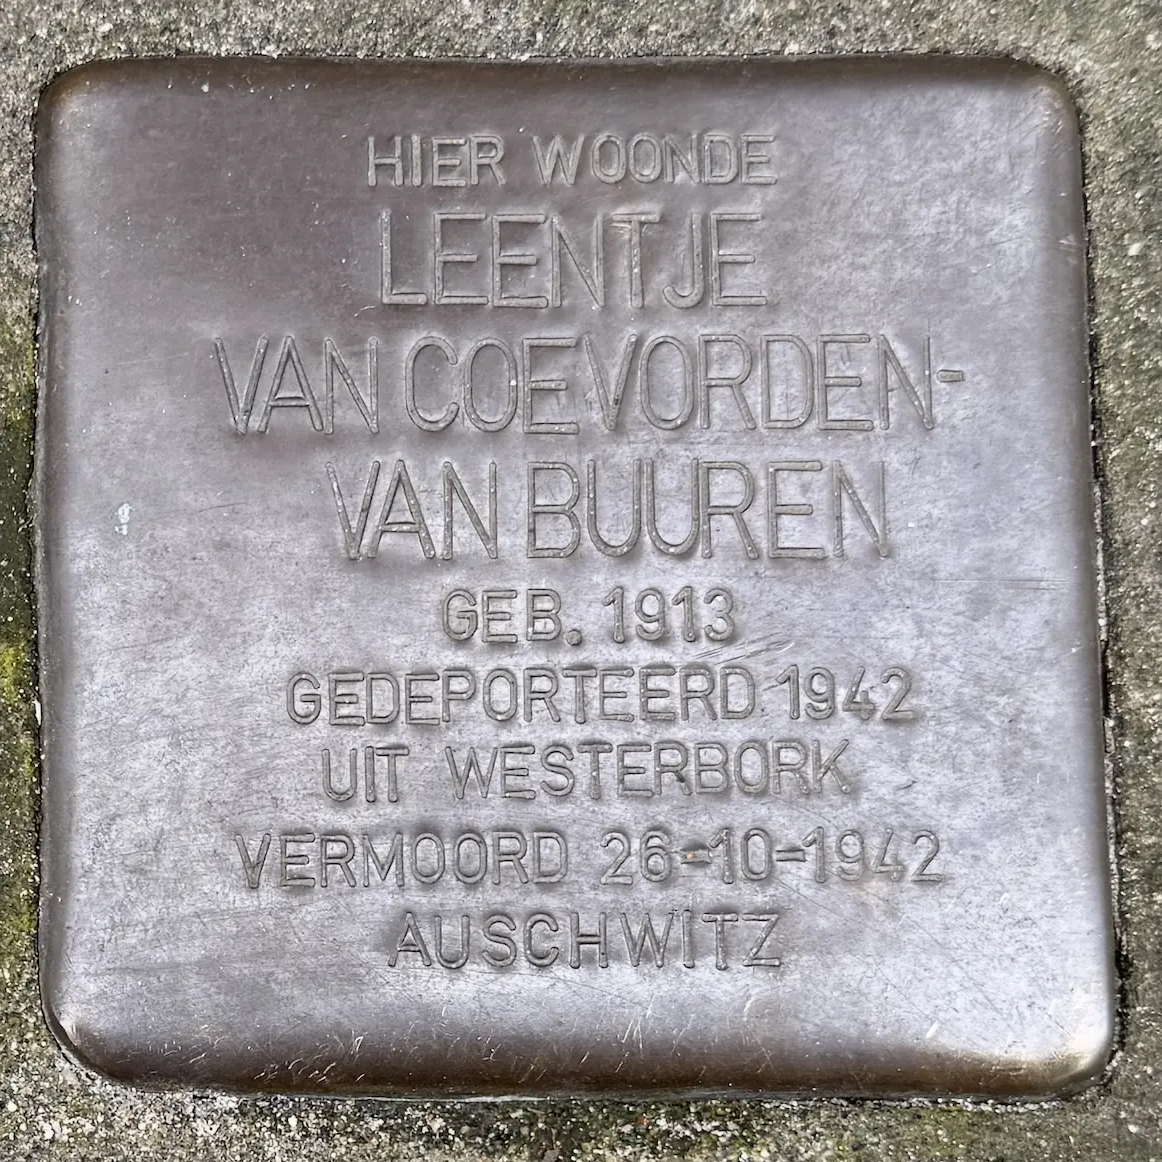 HIER WOONDE
LEENTJE
VAN COEVORDEN-
VAN BUUREN
GEB. 1913
GEDEPORTEERD 1942
UIT WESTERBORK
VERMOORD 26-10-1942
AUSCHWITZ